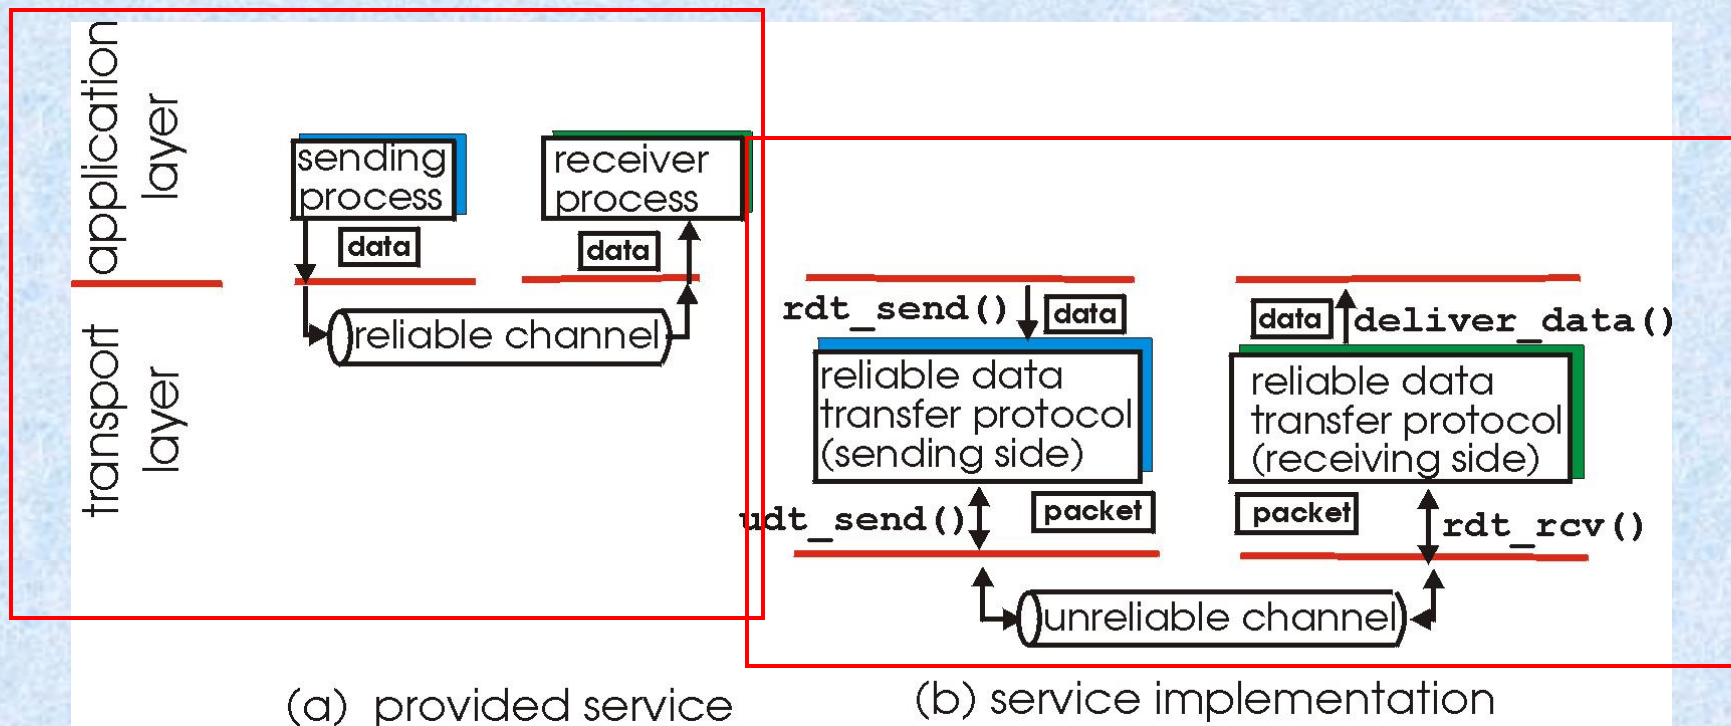 application
layer
transport
layer
sending
process
receiver
process
data
data
reliable channel
(a) provided service
rdt_send()
data
data
deliver_data()
reliable data
transfer protocol
(sending side)
reliable data
transfer protocol
(receiving side)
udt_send()
packet
packet
rdt_rcv()
unreliable channel
(b) service implementation